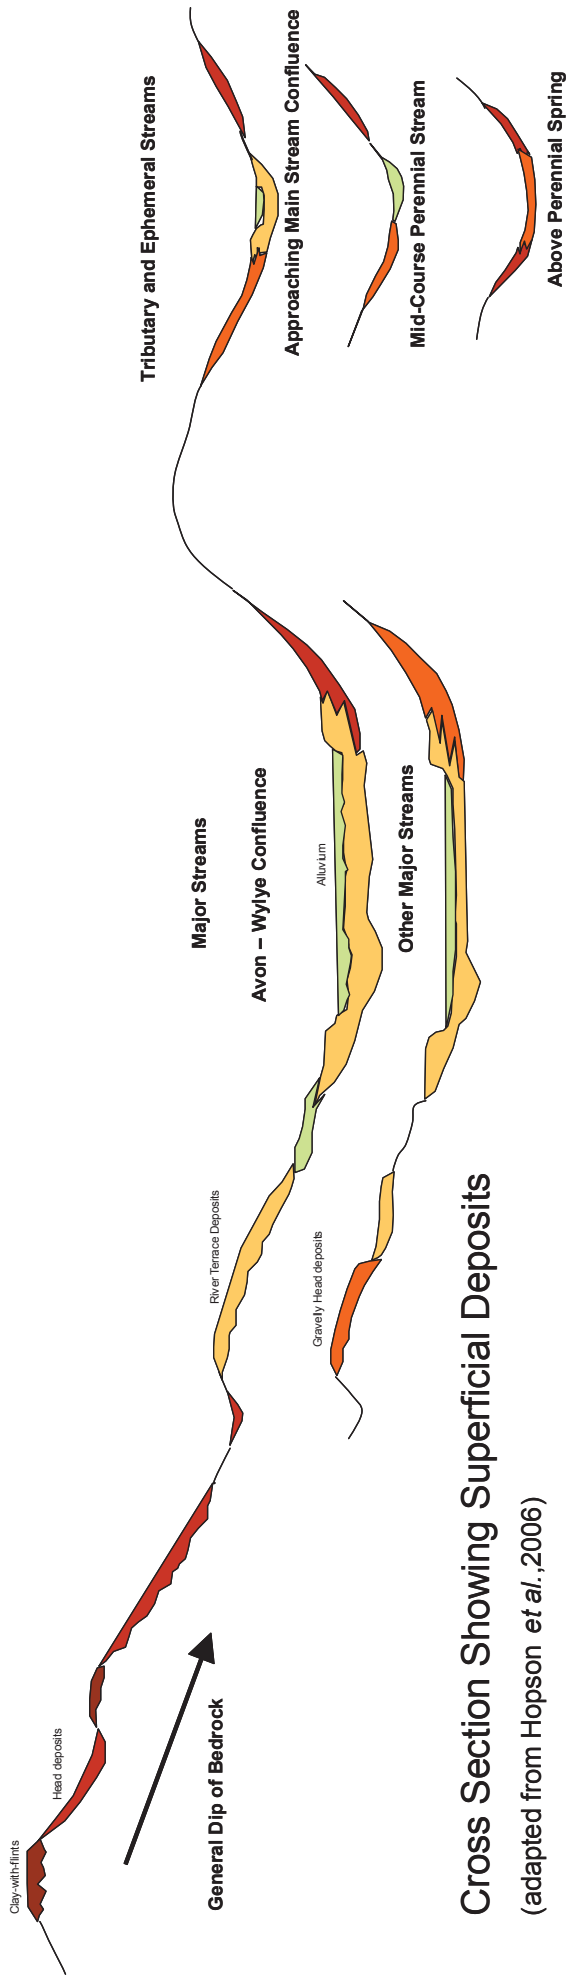 Clay-with-flints
Head deposits
General Dip of Bedrock
River Terrace Deposits
Gravelly Head deposits
Major Streams
Avon – Wylye Confluence
Alluvium
Other Major Streams
Tributary and Ephemeral Streams
Approaching Main Stream Confluence
Mid-Course Perennial Stream
Above Perennial Spring
Cross Section Showing Superficial Deposits
(adapted from Hopson et al.,2006)